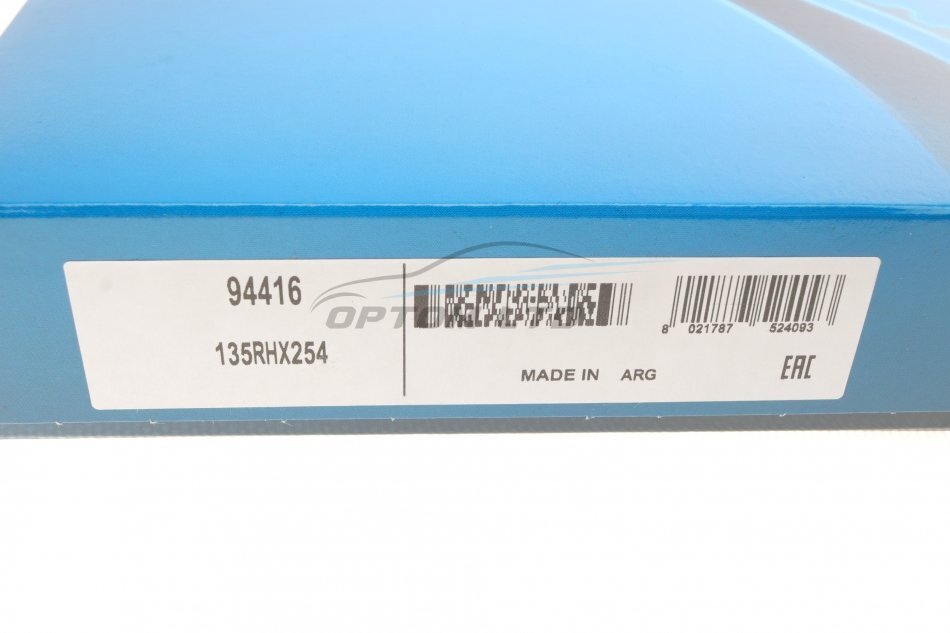 94416
135RHX254
8 021787 524093
MADE IN ARG
EAC